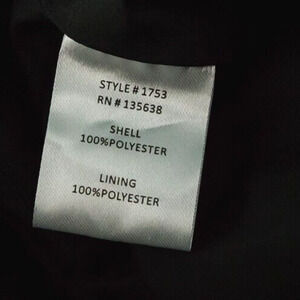 STYLE # 1753
RN # 135638
SHELL
100%POLYESTER
LINING
100%POLYESTER